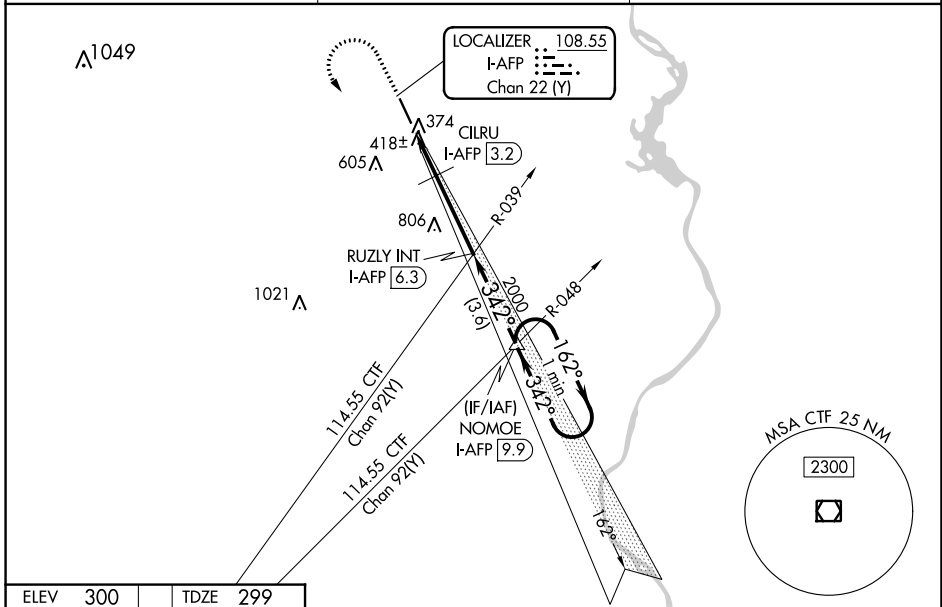 1049
LOCALIZER 108.55
I-AFP
Chan 22 (Y)
374
418±
CILRU
I-AFP 3.2
605
R-039
806
RUZLY INT
I-AFP 6.3
1021
342°
2000
(3.6)
R-048
162°
1 min
342°
114.55 CTF
Chan 92(Y)
(IF/IAF)
NOMOE
I-AFP 9.9
114.55 CTF
Chan 92(Y)
162°
MSA CTF 25 NM
2300
ELEV 300
TDZE 299